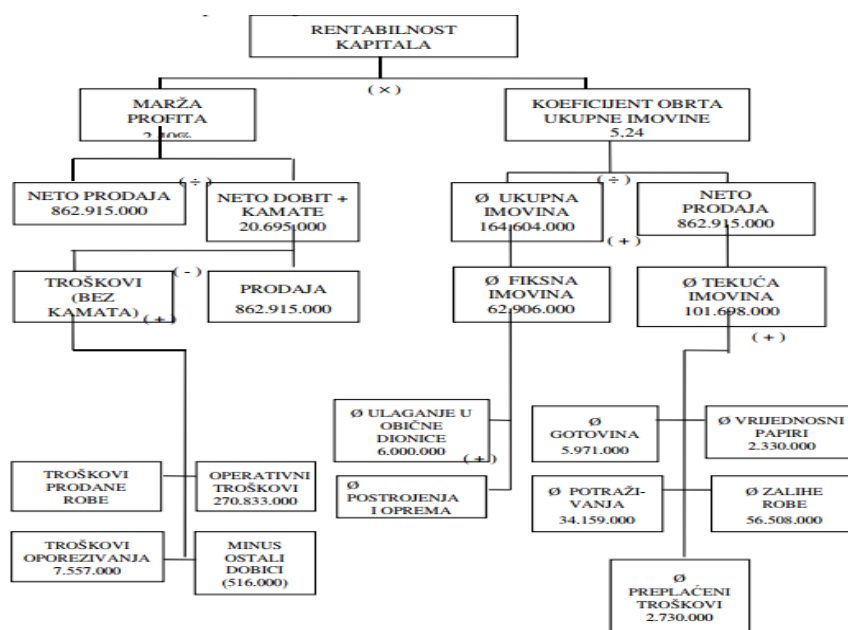 RENTABILNOST
KAPITALA
( × )
MARŽA
PROFITA
KOEFICIJENT OBRTA
UKUPNE IMOVINE
5,24
( ÷ )
( ÷ )
NETO PRODAJA
862.915.000
NETO DOBIT +
KAMATE
20.695.000
Ø UKUPNA
IMOVINA
164.604.000
NETO
PRODAJA
862.915.000
( + )
( - )
TROŠKOVI
(BEZ
KAMATA)
( + )
PRODAJA
862.915.000
Ø FIKSNA
IMOVINA
62.906.000
Ø TEKUĆA
IMOVINA
101.698.000
( + )
Ø ULAGANJE U
OBIČNE
DIONICE
6.000.000
( + )
Ø
GOTOVINA
5.971.000
Ø VRIJEDNOSNI
PAPIRI
2.330.000
TROŠKOVI
PRODANE
ROBE
OPERATIVNI
TROŠKOVI
270.833.000
Ø
POSTROJENJA
I OPREMA
Ø POTRAŽI-
VANJA
34.159.000
Ø ZALIHE
ROBE
56.508.000
TROŠKOVI
OPOREZIVANJA
7.557.000
MINUS
OSTALI
DOBICI
(516.000)
Ø
PREPLAĆENI
TROŠKOVI
2.730.000